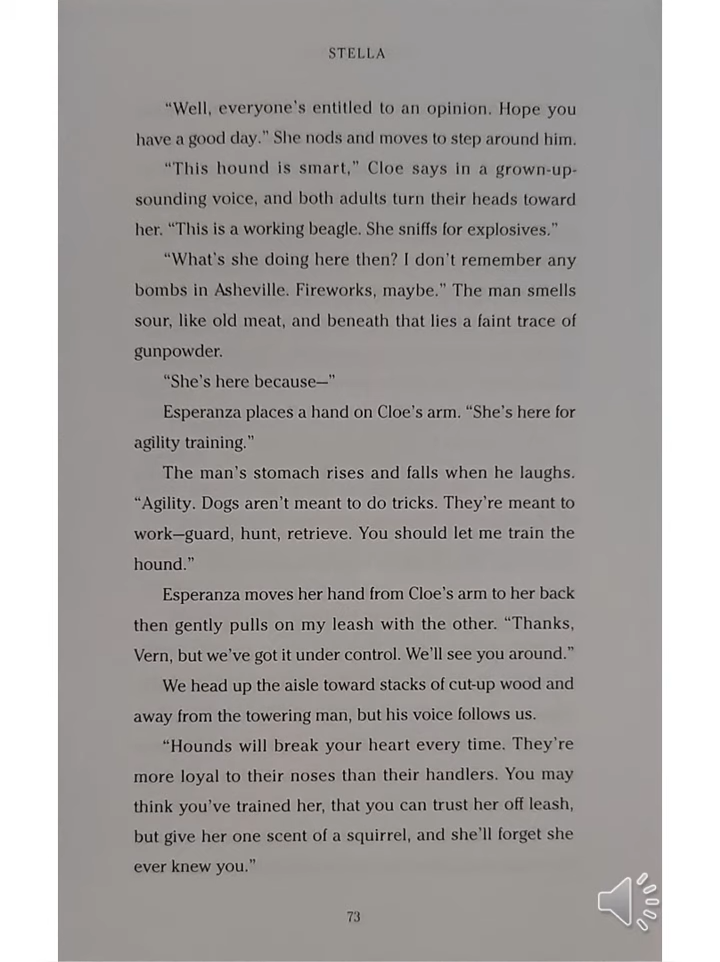 STELLA
“Well, everyone’s entitled to an opinion. Hope you
have a good day.” She nods and moves to step around him.
“This hound is smart,” Cloe says in a grown-up-
sounding voice, and both adults turn their heads toward
her. “This is a working beagle. She sniffs for explosives.”
“What’s she doing here then? I don’t remember any
bombs in Asheville. Fireworks, maybe.” The man smells
sour, like old meat, and beneath that lies a faint trace of
gunpowder.
“She’s here because—”
Esperanza places a hand on Cloe’s arm. “She’s here for
agility training.”
The man’s stomach rises and falls when he laughs.
“Agility. Dogs aren’t meant to do tricks. They’re meant to
work—guard, hunt, retrieve. You should let me train the
hound.”
Esperanza moves her hand from Cloe’s arm to her back
then gently pulls on my leash with the other. “Thanks,
Vern, but we’ve got it under control. We’ll see you around.”
We head up the aisle toward stacks of cut-up wood and
away from the towering man, but his voice follows us.
“Hounds will break your heart every time. They’re
more loyal to their noses than their handlers. You may
think you’ve trained her, that you can trust her off leash,
but give her one scent of a squirrel, and she’ll forget she
ever knew you.”
73